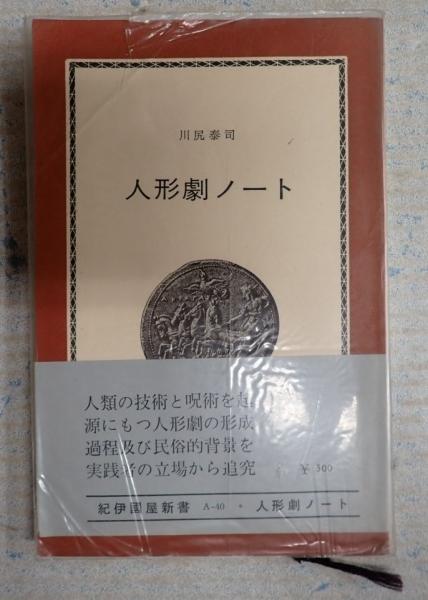 川尻泰司
人形劇ノート
人類の技術と呪術を起
源にもつ人形劇の形成
過程及び民俗的背景を
実践者の立場から追究
¥ 300
紀伊國屋新書 A-40 • 人形劇ノート